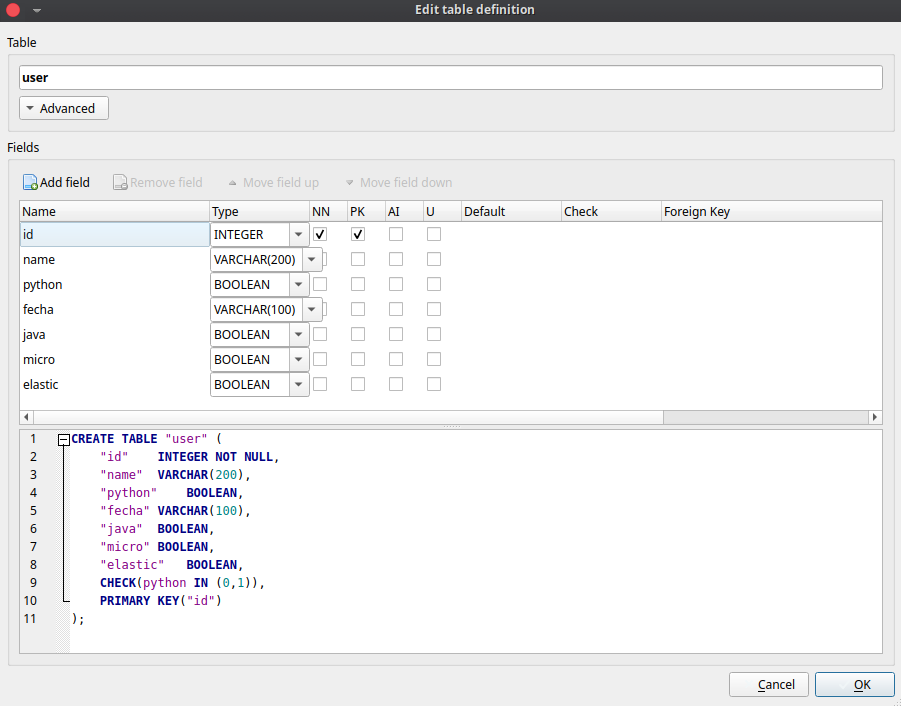 Edit table definition
Table
user
Advanced
Fields
Add field Remove field Move field up Move field down
Name Type NN PK AI U Default Check Foreign Key
id INTEGER
name VARCHAR(200)
python BOOLEAN
fecha VARCHAR(100)
java BOOLEAN
micro BOOLEAN
elastic BOOLEAN
1 CREATE TABLE "user" (
2 "id" INTEGER NOT NULL,
3 "name" VARCHAR(200),
4 "python" BOOLEAN,
5 "fecha" VARCHAR(100),
6 "java" BOOLEAN,
7 "micro" BOOLEAN,
8 "elastic" BOOLEAN,
9 CHECK(python IN (0,1)),
10 PRIMARY KEY("id")
11 );
Cancel OK